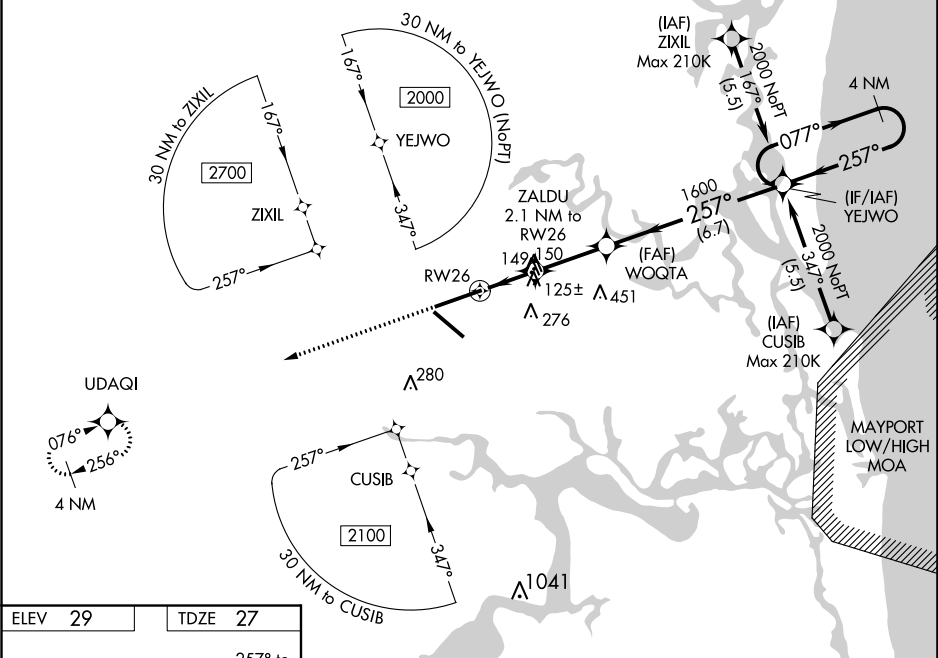 (IAF)
ZIXIL
Max 210K
2000 NoPT
167°
(5.5)
4 NM
077°
257°
(IF/IAF)
YEJWO
1600
257°
(6.7)
2000 NoPT
347°
(5.5)
(IAF)
CUSIB
Max 210K
MAYPORT
LOW/HIGH
MOA
30 NM to YEJWO (NoPT)
167°
2000
YEJWO
347°
30 NM to ZIXIL
167°
2700
ZIXIL
257°
ZALDU
2.1 NM to
RW26
149 150
125±
(FAF)
WOQTA
451
276
RW26
280
UDAQI
076°
256°
4 NM
257°
CUSIB
2100
347°
30 NM to CUSIB
1041
ELEV 29
TDZE 27